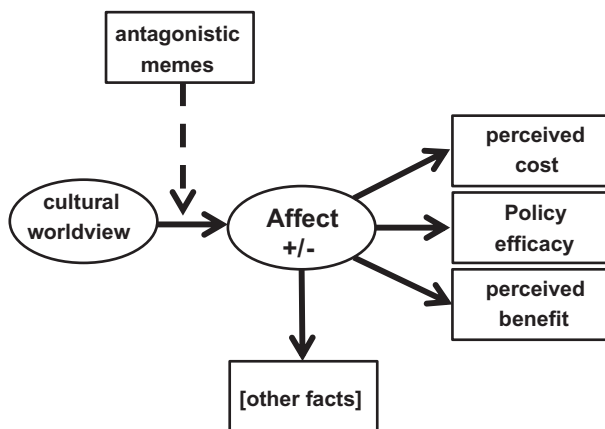 antagonistic
memes
cultural
worldview
Affect
+/-
perceived
cost
Policy
efficacy
perceived
benefit
[other facts]